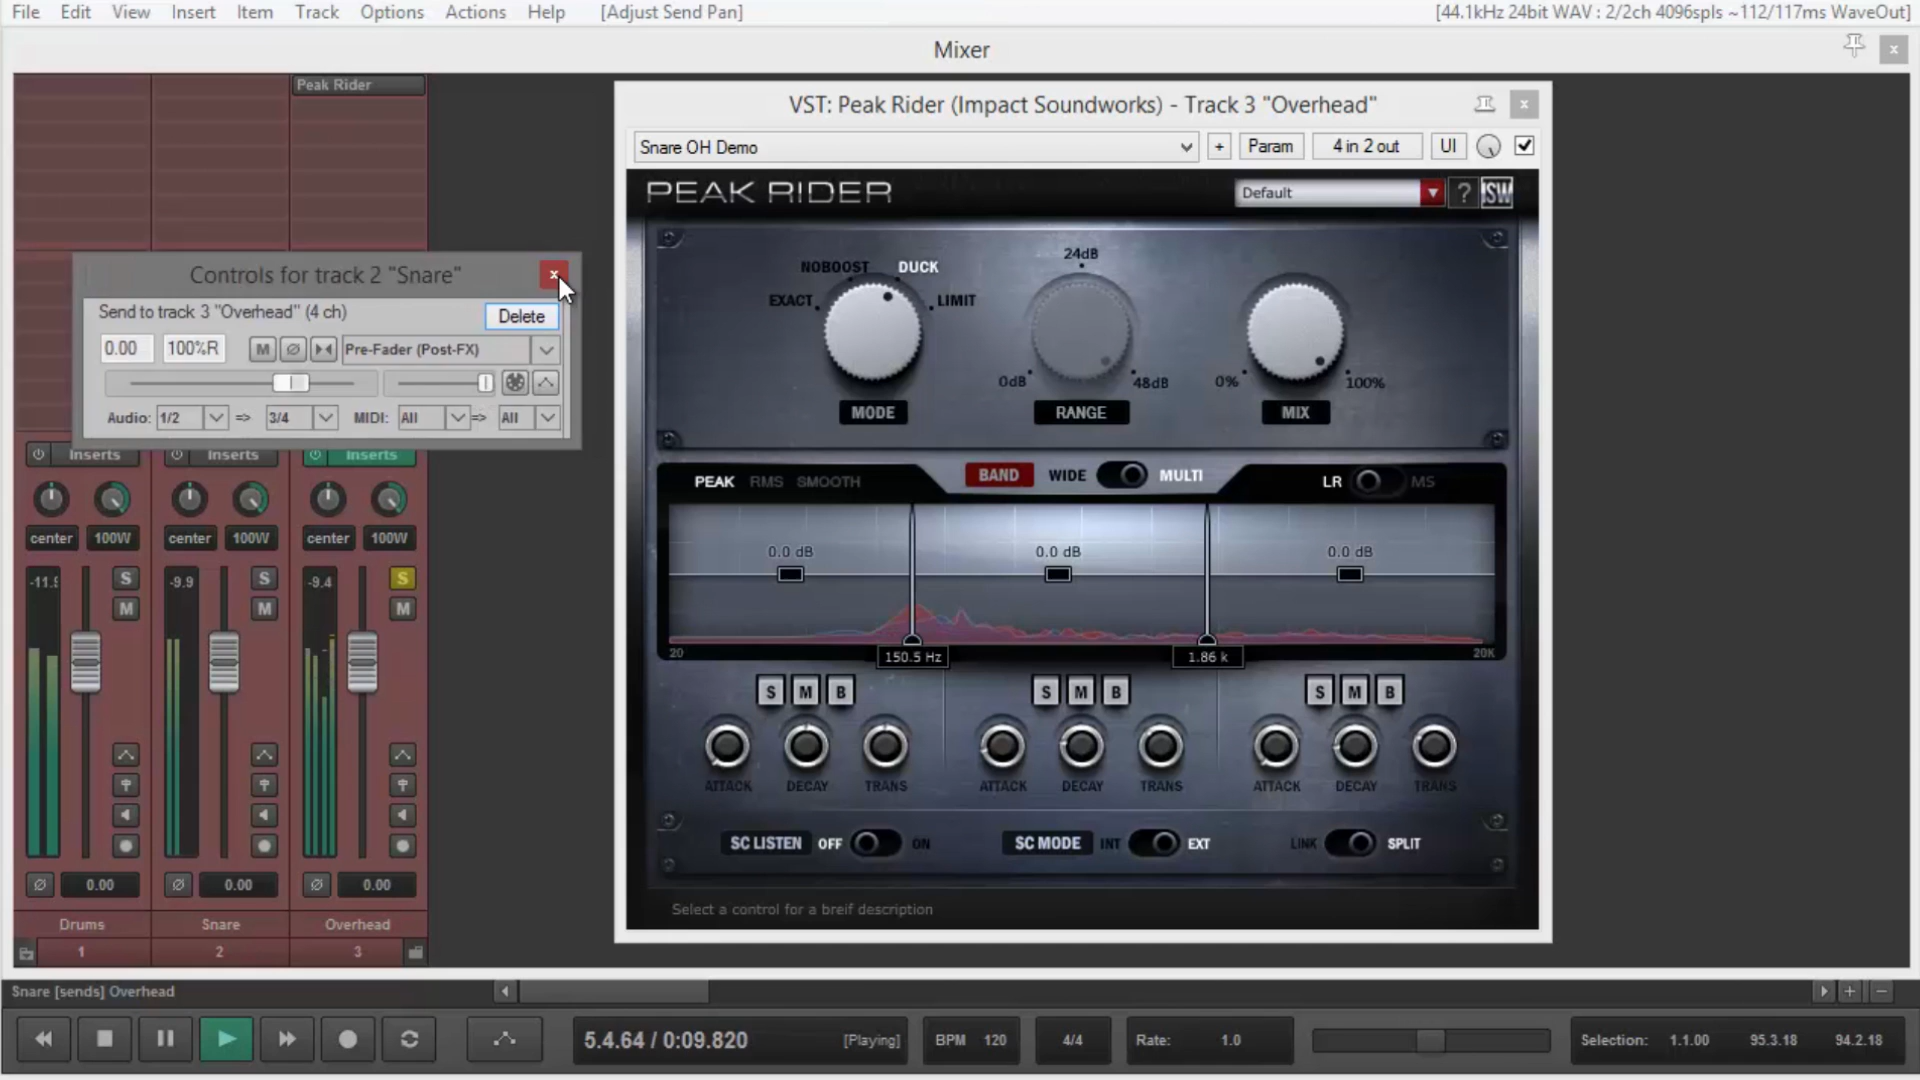 File Edit View Insert Item Track Options Actions Help [Adjust Send Pan] [44.1kHz 24bit WAV : 2/2ch 4096spls ~112/117ms WaveOut]
Mixer x
Peak Rider
VST: Peak Rider (Impact Soundworks) - Track 3 "Overhead" x
Snare OH Demo + Param 4 in 2 out UI
PEAK RIDER Default ? ISW
NOBOOST DUCK 24dB
EXACT LIMIT
0dB 48dB 0% 100%
MODE RANGE MIX
Controls for track 2 "Snare" x
Send to track 3 "Overhead" (4 ch) Delete
0.00 100%R M Ø Pre-Fader (Post-FX)
Audio: 1/2 => 3/4 MIDI: All => All
Inserts Inserts Inserts
center 100W center 100W center 100W
-11.9 S -9.9 S -9.4 S
M M M
PEAK RMS SMOOTH BAND WIDE MULTI LR MS
0.0 dB 0.0 dB 0.0 dB
20 150.5 Hz 1.86 k 20K
S M B S M B S M B
ATTACK DECAY TRANS ATTACK DECAY TRANS ATTACK DECAY TRANS
SC LISTEN OFF ON SC MODE INT EXT LINK SPLIT
Select a control for a breif description
Ø 0.00 Ø 0.00 Ø 0.00
Drums Snare Overhead
1 2 3
Snare [sends] Overhead
5.4.64 / 0:09.820 [Playing] BPM 120 4/4 Rate: 1.0 Selection: 1.1.00 95.3.18 94.2.18